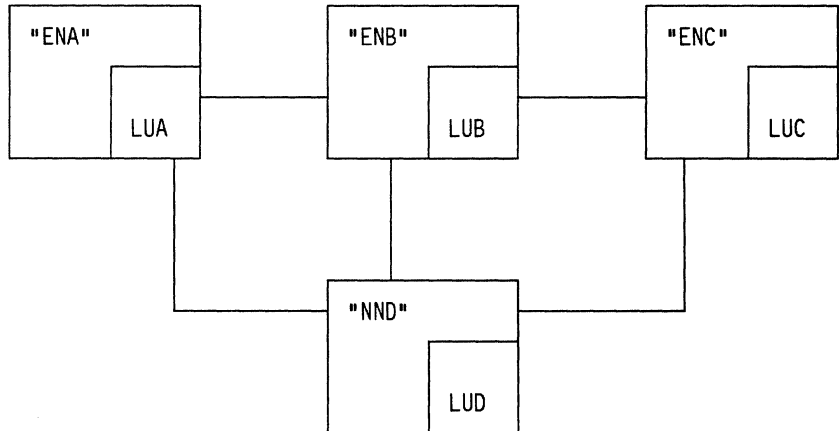 "ENA"
LUA
"ENB"
LUB
"ENC"
LUC
"NND"
LUD